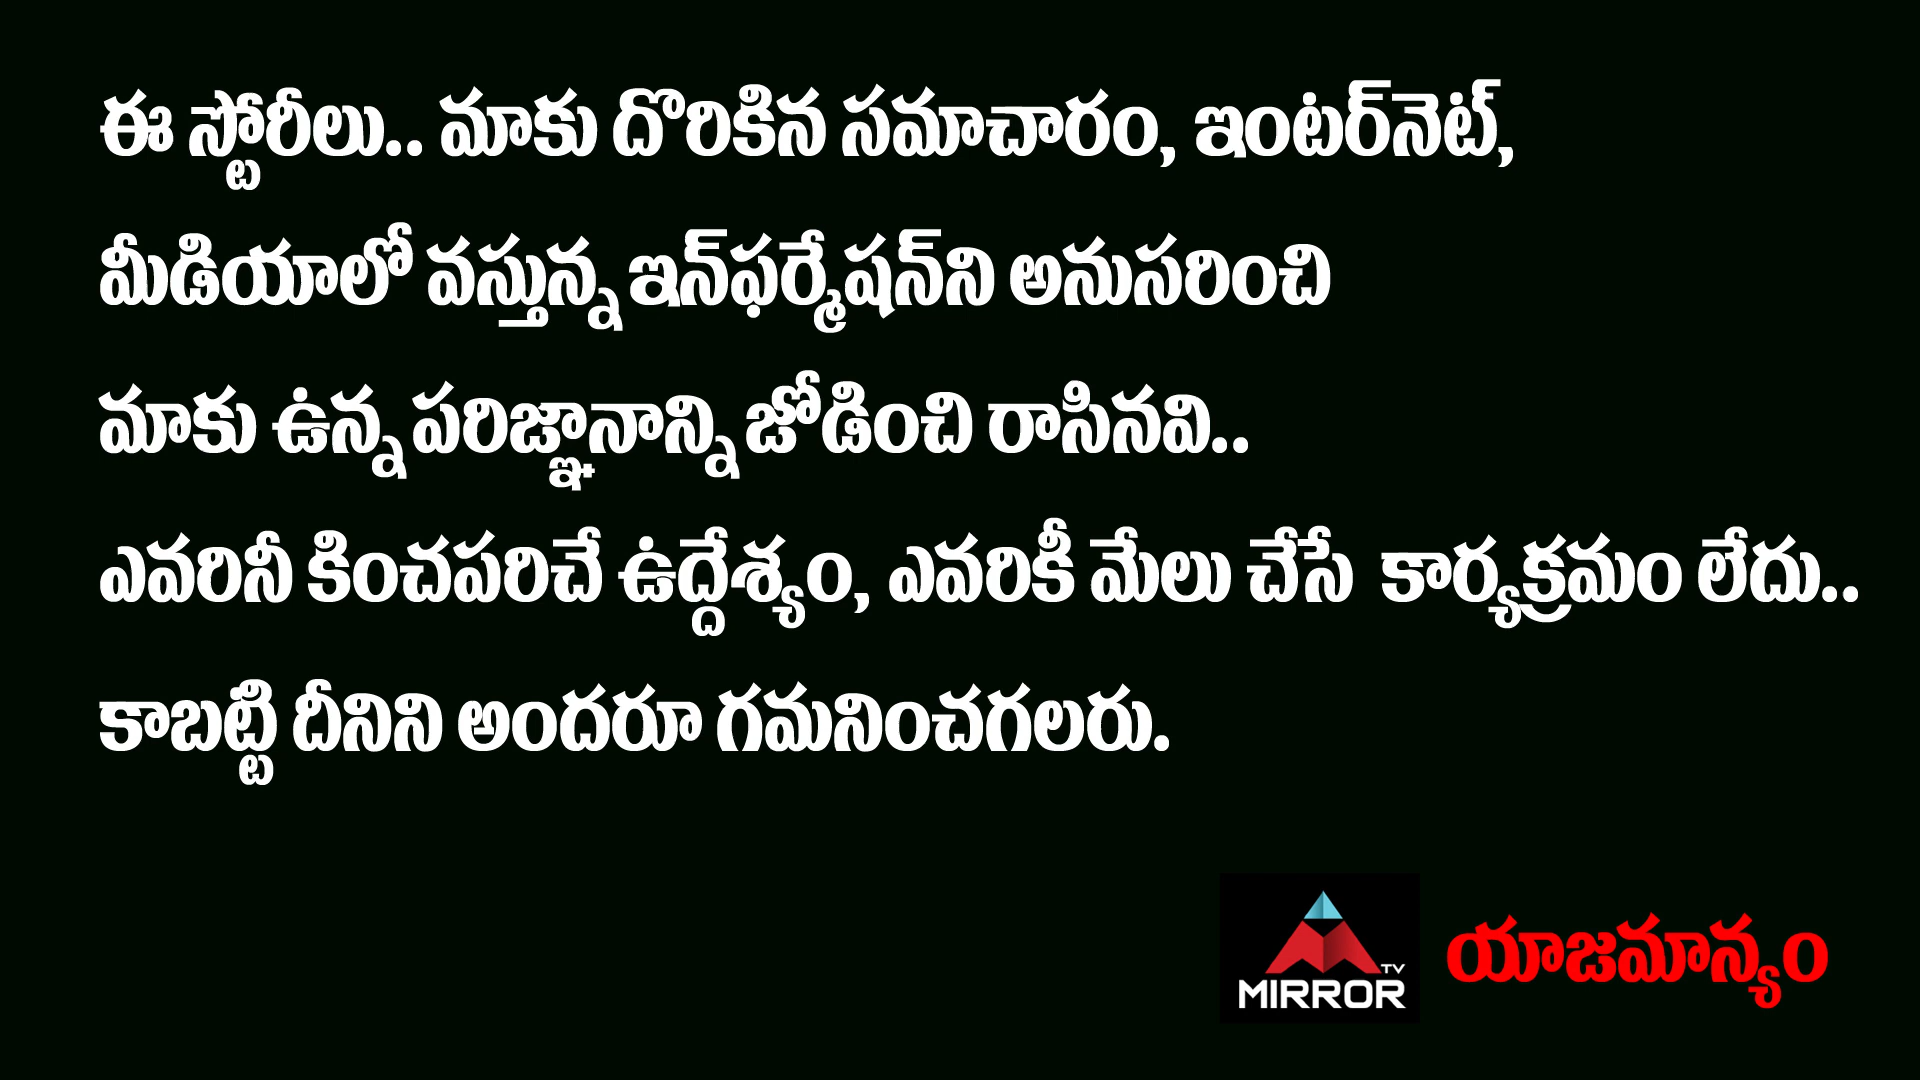 ఈ స్టోరీలు.. మాకు దొరికిన సమాచారం, ఇంటర్‌నెట్,
మీడియాలో వస్తున్న ఇన్‌ఫర్మేషన్‌ని అనుసరించి
మాకు ఉన్న పరిజ్ఞానాన్ని జోడించి రాసినవి..
ఎవరినీ కించపరిచే ఉద్దేశ్యం, ఎవరికీ మేలు చేసే కార్యక్రమం లేదు..
కాబట్టి దీనిని అందరూ గమనించగలరు.
TV
MIRROR
యాజమాన్యం